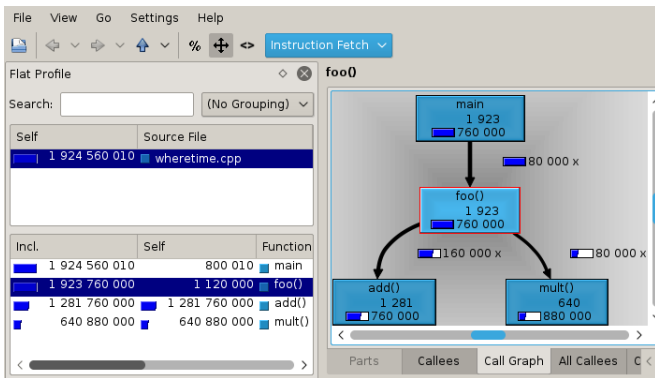 File View Go Settings Help
% <> Instruction Fetch
Flat Profile
foo()
Search: (No Grouping)
Self Source File
1 924 560 010 wheretime.cpp
Incl. Self Function
1 924 560 010 800 010 main
1 923 760 000 1 120 000 foo()
1 281 760 000 1 281 760 000 add()
640 880 000 640 880 000 mult()
main
1 923
760 000
80 000 x
foo()
1 923
760 000
160 000 x
80 000 x
add()
1 281
760 000
mult()
640
880 000
Parts Callees Call Graph All Callees C